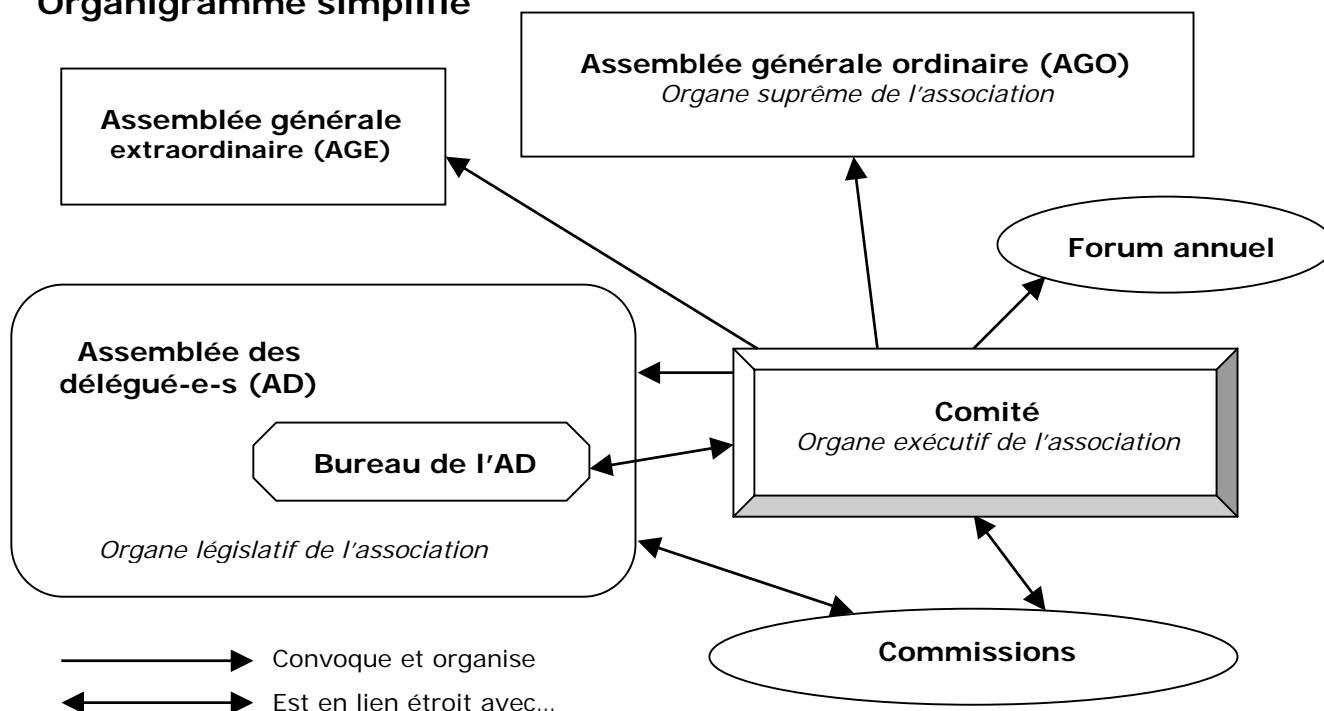 Organigramme simplifié
Assemblée générale ordinaire (AGO)
Organe suprême de l'association
Assemblée générale
extraordinaire (AGE)
Forum annuel
Assemblée des
délégué-e-s (AD)
Comité
Organe exécutif de l'association
Bureau de l'AD
Organe législatif de l'association
Commissions
Convoque et organise
Est en lien étroit avec...